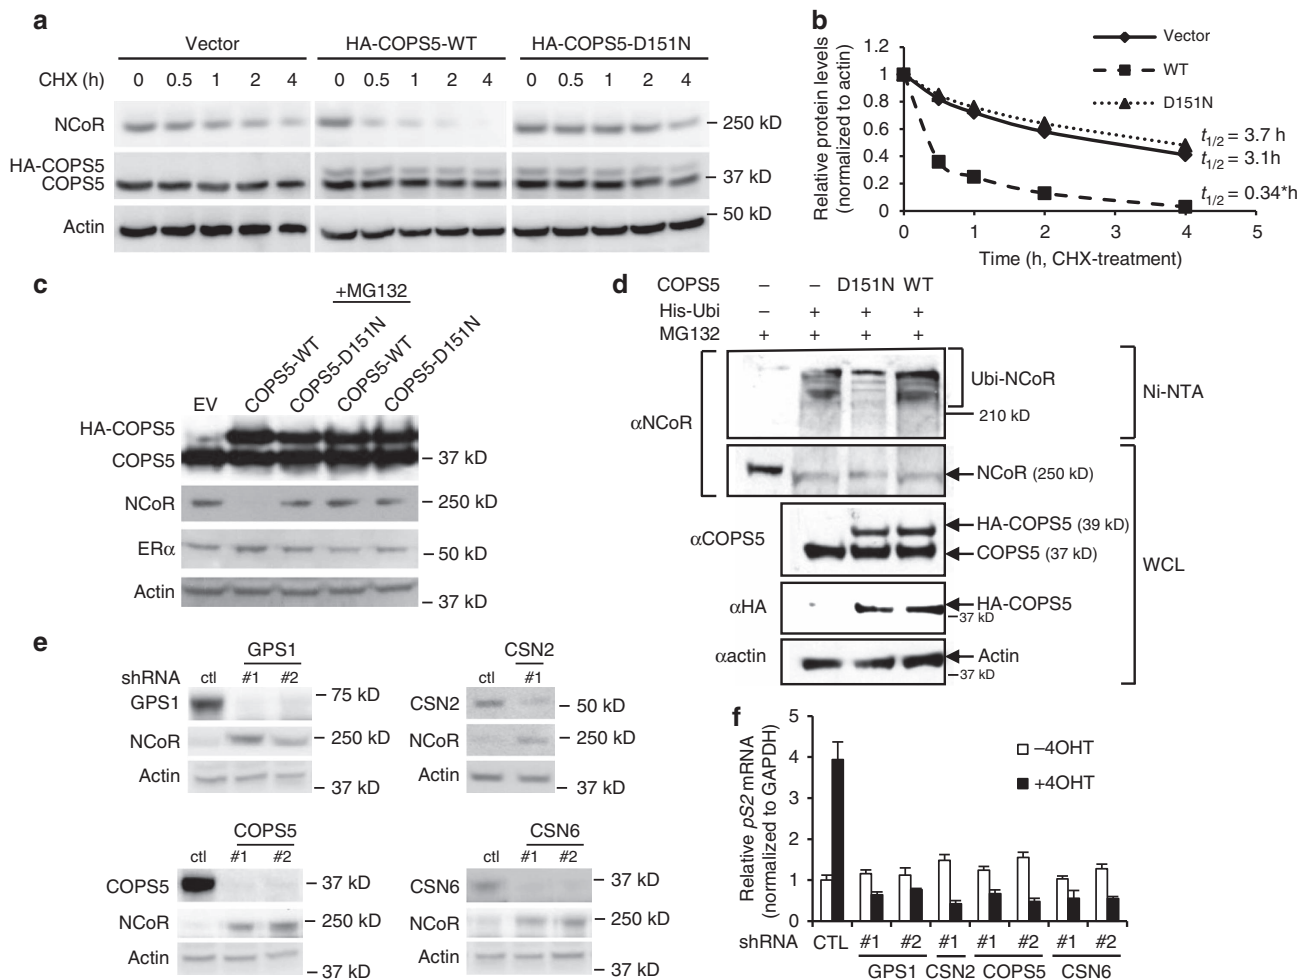 a
Vector HA-COPS5-WT HA-COPS5-D151N
CHX (h) 0 0.5 1 2 4 0 0.5 1 2 4 0 0.5 1 2 4
NCoR – 250 kD
HA-COPS5
COPS5 – 37 kD
Actin – 50 kD
b
Relative protein levels
(normalized to actin)
1.2
1
0.8
0.6
0.4
0.2
0
0 1 2 3 4 5
Time (h, CHX-treatment)
Vector
WT
D151N
t1/2 = 3.7 h
t1/2 = 3.1h
t1/2 = 0.34*h
c
+MG132
EV COPS5-WT COPS5-D151N COPS5-WT COPS5-D151N
HA-COPS5
COPS5 – 37 kD
NCoR – 250 kD
ERα – 50 kD
Actin – 37 kD
d
COPS5 – – D151N WT
His-Ubi – + + +
MG132 + + + +
αNCoR
Ubi-NCoR
210 kD
Ni-NTA
NCoR (250 kD)
αCOPS5
HA-COPS5 (39 kD)
COPS5 (37 kD)
WCL
αHA HA-COPS5
–37 kD
αactin Actin
–37 kD
e
GPS1
shRNA ctl #1 #2
GPS1 – 75 kD
NCoR – 250 kD
Actin – 37 kD
CSN2
ctl #1
CSN2 – 50 kD
NCoR – 250 kD
Actin – 37 kD
COPS5
ctl #1 #2
COPS5 – 37 kD
NCoR – 250 kD
Actin – 37 kD
CSN6
ctl #1 #2
CSN6 – 37 kD
NCoR – 250 kD
Actin – 37 kD
f
Relative pS2 mRNA
(normalized to GAPDH)
5
4
3
2
1
0
–4OHT
+4OHT
shRNA CTL #1 #2 #1 #1 #2 #1 #2
GPS1 CSN2 COPS5 CSN6